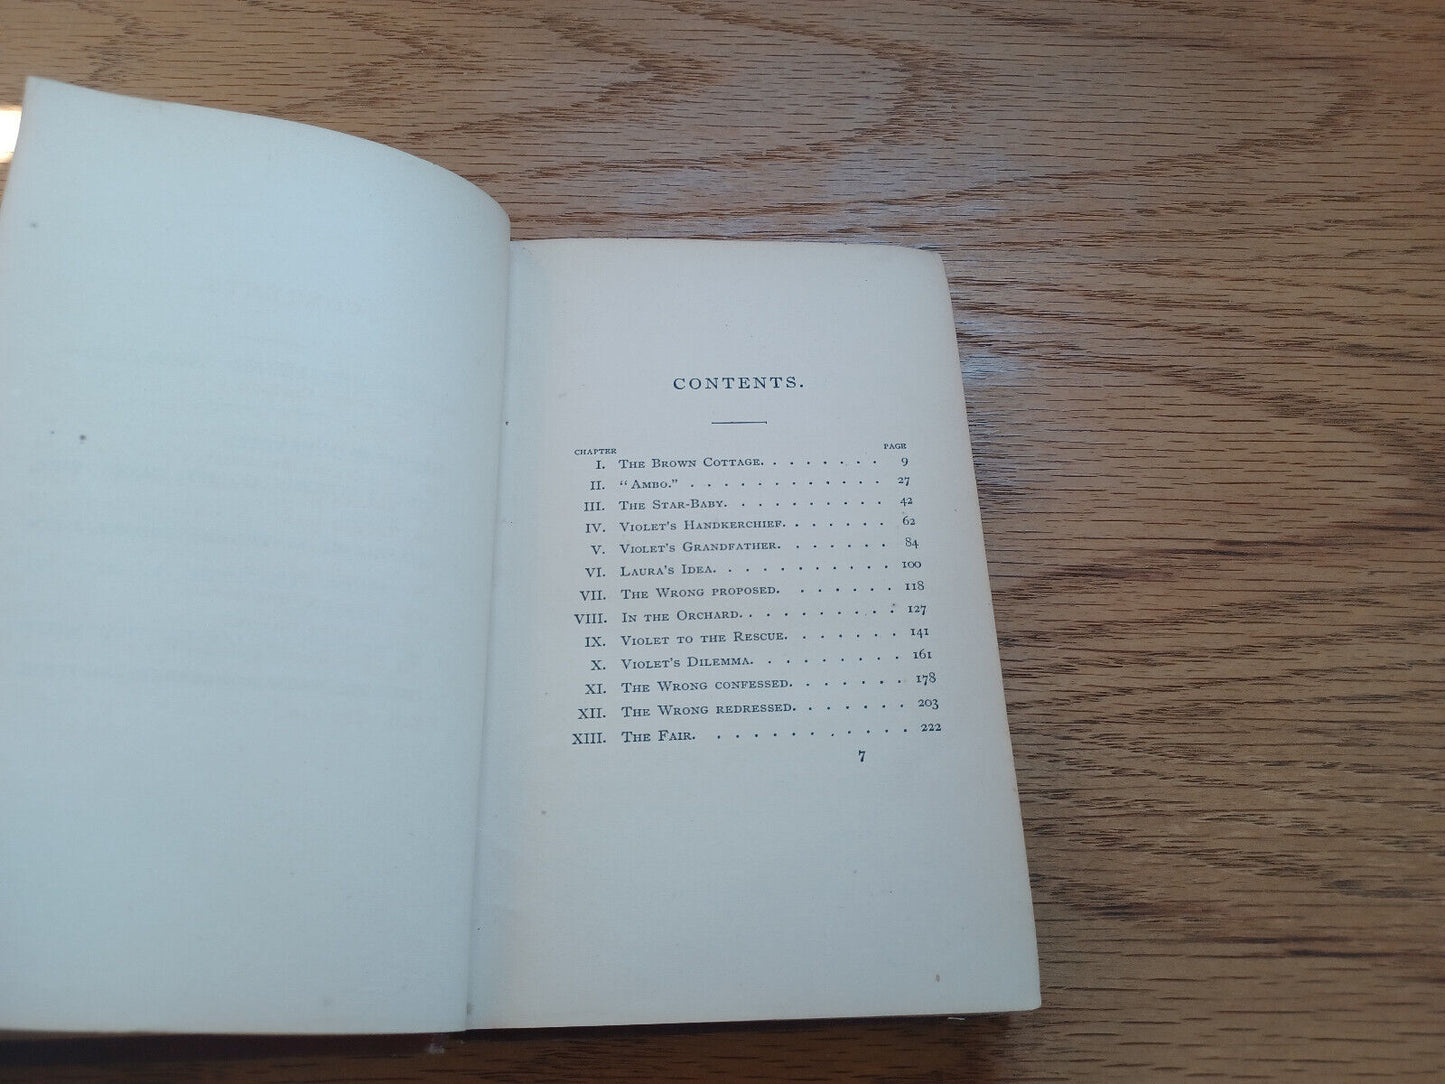 CONTENTS.
CHAPTER PAGE
I. THE BROWN COTTAGE. . . . . . . . 9
II. "AMBO." . . . . . . . . . . . . 27
III. THE STAR-BABY. . . . . . . . . . 42
IV. VIOLET'S HANDKERCHIEF. . . . . . 62
V. VIOLET'S GRANDFATHER. . . . . . . 84
VI. LAURA'S IDEA. . . . . . . . . . . 100
VII. THE WRONG PROPOSED. . . . . . . 118
VIII. IN THE ORCHARD. . . . . . . . . . 127
IX. VIOLET TO THE RESCUE. . . . . . . 141
X. VIOLET'S DILEMMA. . . . . . . . . 161
XI. THE WRONG CONFESSED. . . . . . . 178
XII. THE WRONG REDRESSED. . . . . . . 203
XIII. THE FAIR. . . . . . . . . . . . 222
7